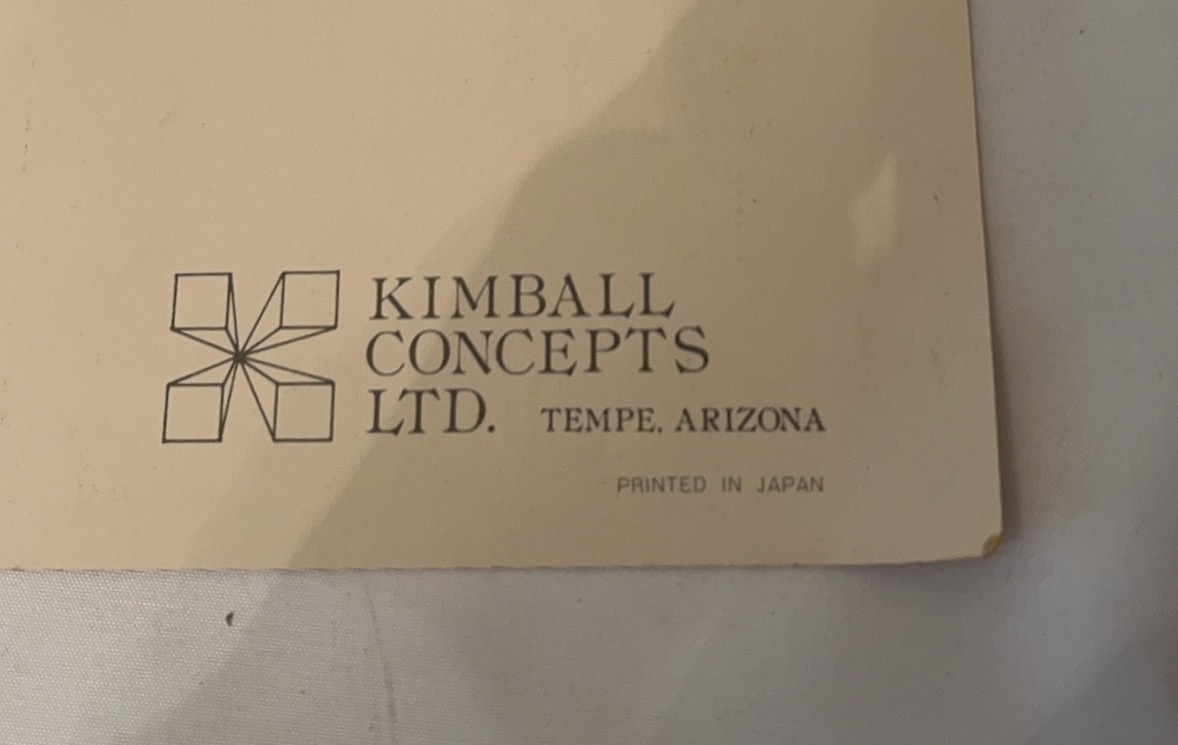 KIMBALL
CONCEPTS
LTD. TEMPE, ARIZONA
PRINTED IN JAPAN